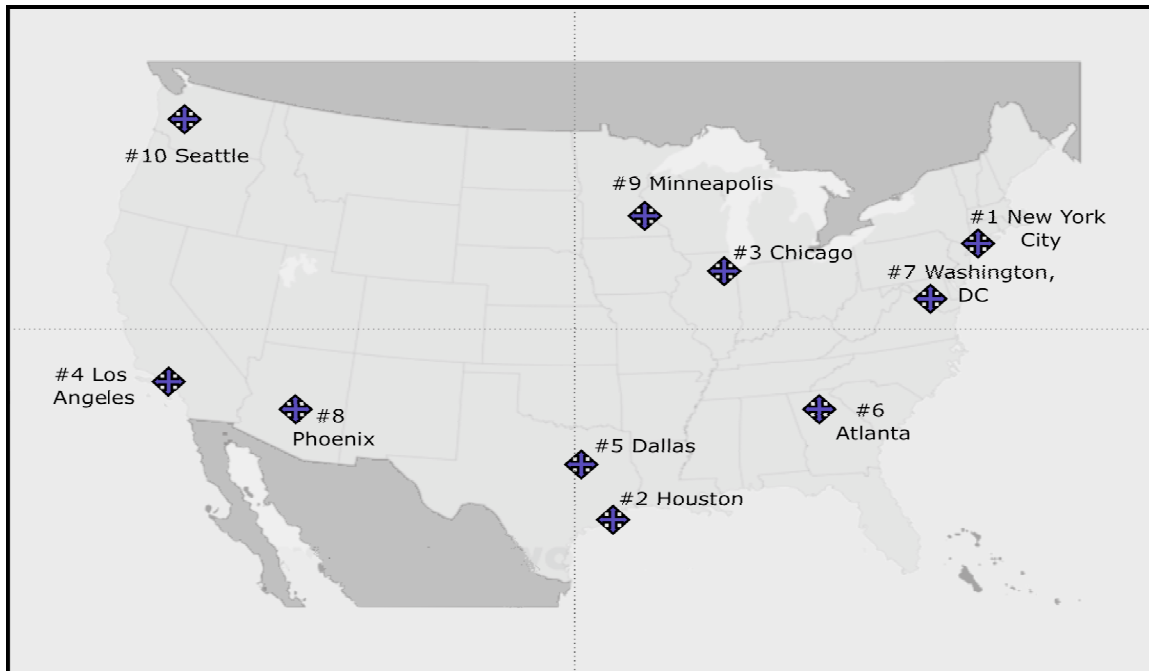 #10 Seattle
#9 Minneapolis
#1 New York
City
#3 Chicago
#7 Washington,
DC
#4 Los
Angeles
#8
Phoenix
#6
Atlanta
#5 Dallas
#2 Houston